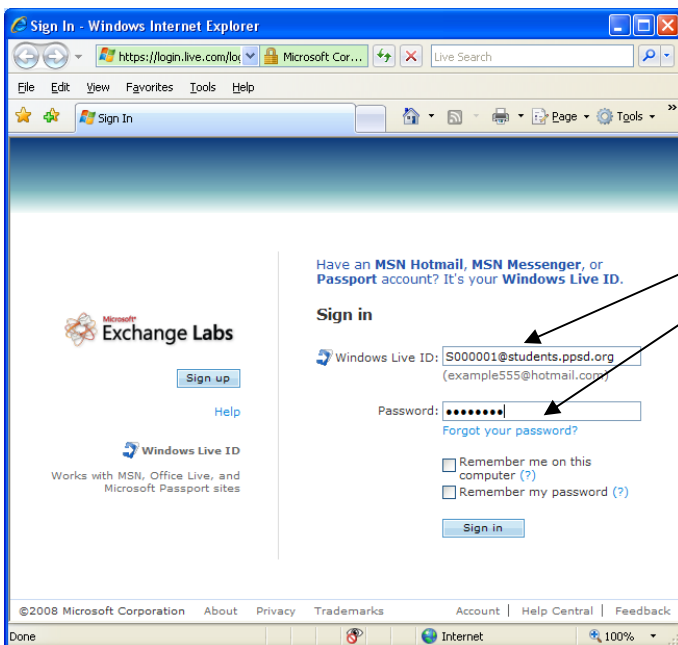 Sign In - Windows Internet Explorer
https://login.live.com/log
Microsoft Cor...
Live Search
File Edit View Favorites Tools Help
Sign In
Page
Tools
»
Have an MSN Hotmail, MSN Messenger, or
Passport account? It's your Windows Live ID.
Sign in
Microsoft
Exchange Labs
Sign up
Help
Windows Live ID
Works with MSN, Office Live, and
Microsoft Passport sites
Windows Live ID: S000001@students.ppsd.org
(example555@hotmail.com)
Password: ••••••••
Forgot your password?
Remember me on this
computer (?)
Remember my password (?)
Sign in
©2008 Microsoft Corporation About Privacy Trademarks Account | Help Central | Feedback
Done Internet 100%